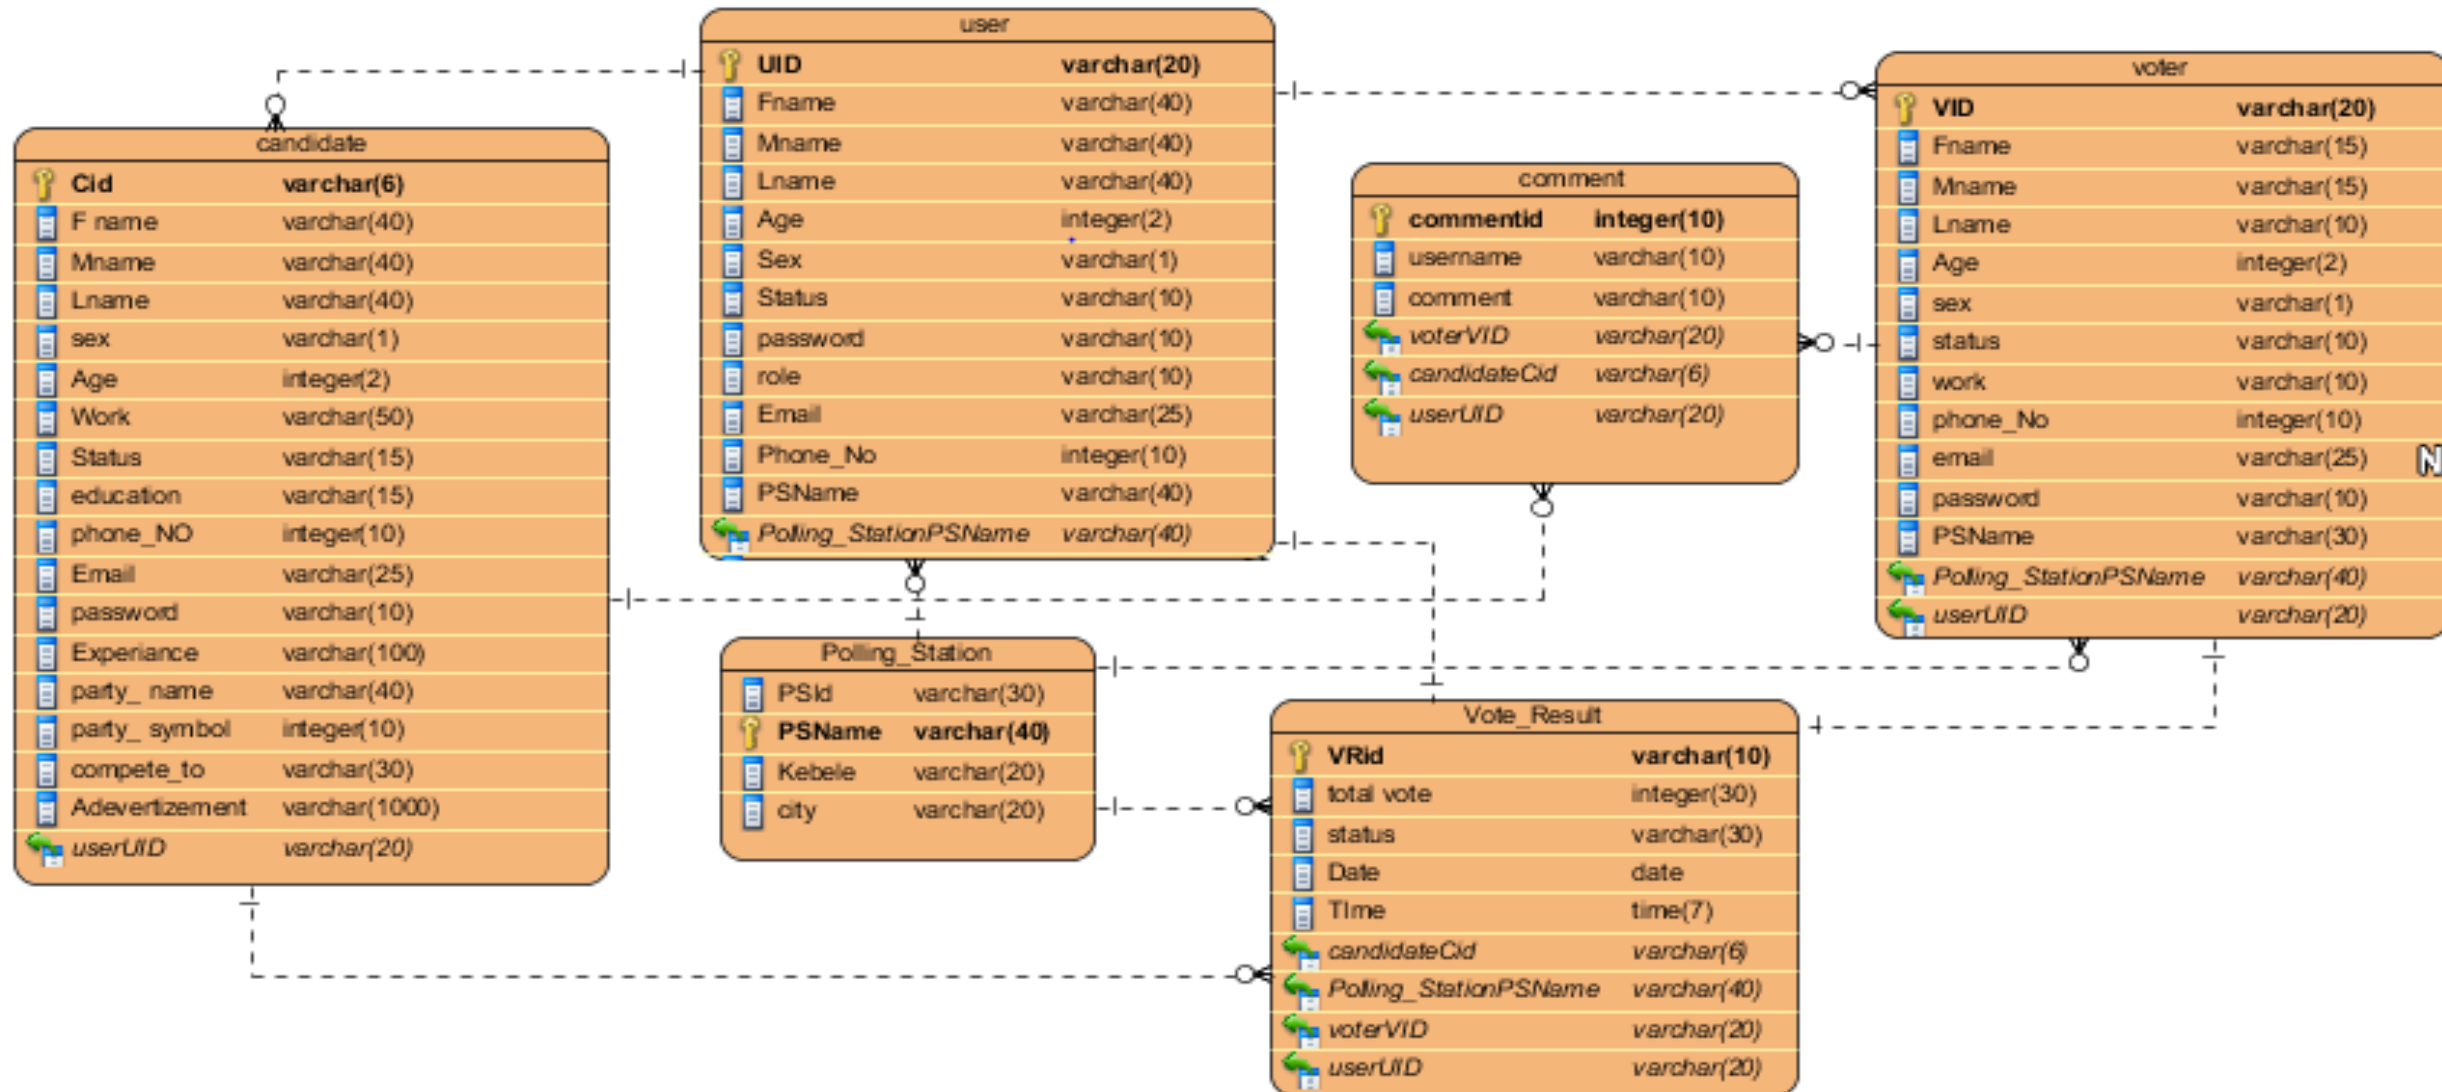 user
UID varchar(20)
Fname varchar(40)
Mname varchar(40)
Lname varchar(40)
Age integer(2)
Sex varchar(1)
Status varchar(10)
password varchar(10)
role varchar(10)
Email varchar(25)
Phone_No integer(10)
PSName varchar(40)
Polling_StationPSName varchar(40)
voter
VID varchar(20)
Fname varchar(15)
Mname varchar(15)
Lname varchar(10)
Age integer(2)
sex varchar(1)
status varchar(10)
work varchar(10)
phone_No integer(10)
email varchar(25)
N
password varchar(10)
PSName varchar(30)
Polling_StationPSName varchar(40)
userUID varchar(20)
candidate
Cid varchar(6)
F name varchar(40)
Mname varchar(40)
Lname varchar(40)
sex varchar(1)
Age integer(2)
Work varchar(50)
Status varchar(15)
education varchar(15)
phone_NO integer(10)
Email varchar(25)
password varchar(10)
Experiance varchar(100)
party_ name varchar(40)
party_ symbol integer(10)
compete_to varchar(30)
Adevertizement varchar(1000)
userUID varchar(20)
comment
commentid integer(10)
username varchar(10)
comment varchar(10)
voterVID varchar(20)
candidateCid varchar(6)
userUID varchar(20)
Polling_Station
PSId varchar(30)
PSName varchar(40)
Kebele varchar(20)
city varchar(20)
Vote_Result
VRid varchar(10)
total vote integer(30)
status varchar(30)
Date date
TIme time(7)
candidateCid varchar(6)
Polling_StationPSName varchar(40)
voterVID varchar(20)
userUID varchar(20)